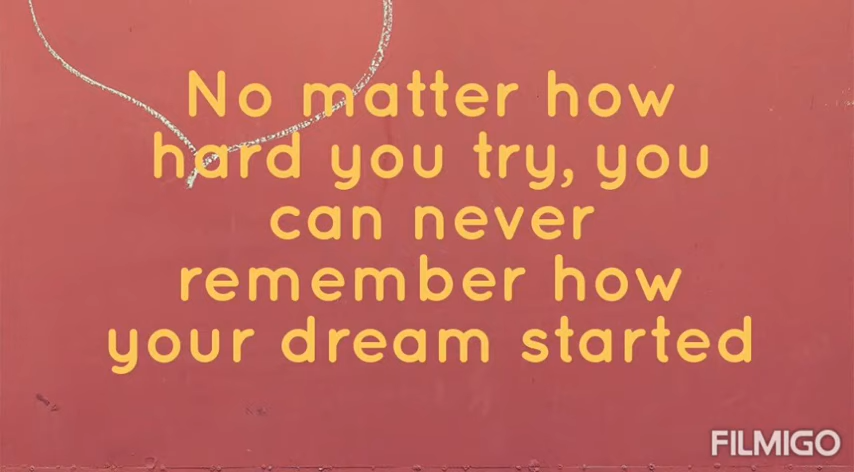 No matter how
hard you try, you
can never
remember how
your dream started
FILMIGO